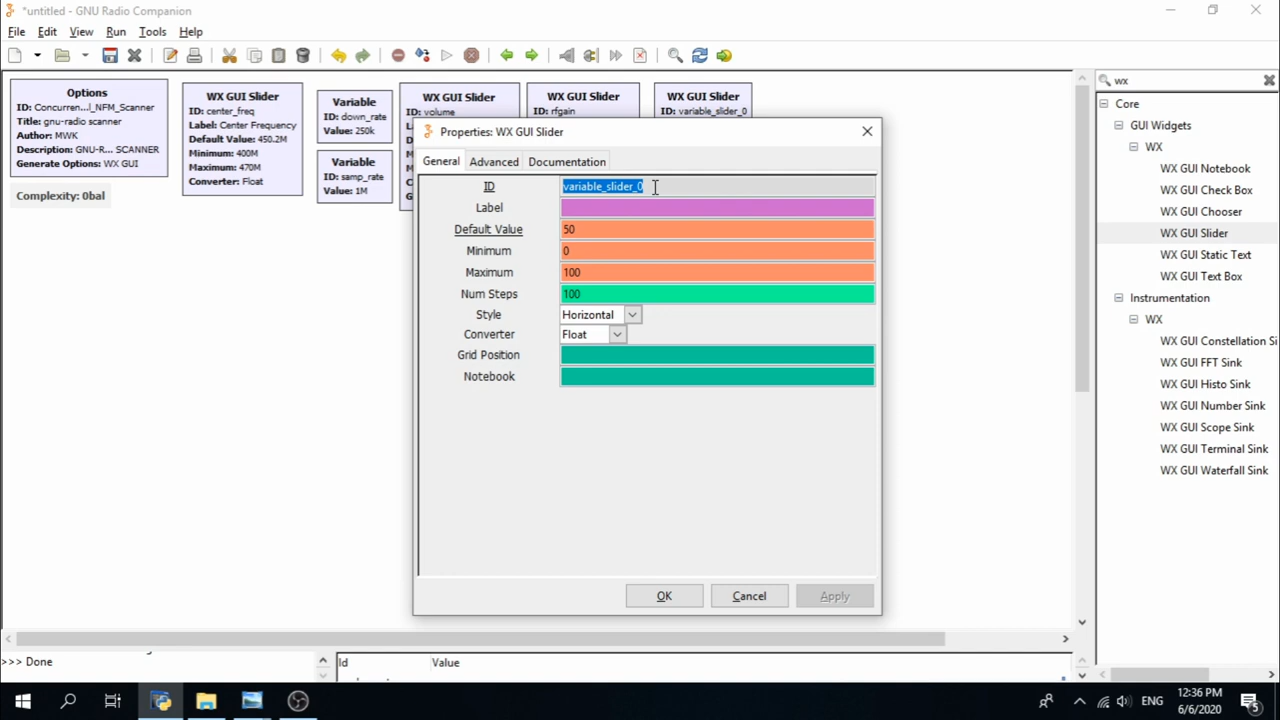 *untitled - GNU Radio Companion
File Edit View Run Tools Help
Options
ID: Concurren...l_NFM_Scanner
Title: gnu-radio scanner
Author: MWK
Description: GNU-R... SCANNER
Generate Options: WX GUI
Complexity: 0bal
WX GUI Slider
ID: center_freq
Label: Center Frequency
Default Value: 450.2M
Minimum: 400M
Maximum: 470M
Converter: Float
Variable
ID: down_rate
Value: 250k
Variable
ID: samp_rate
Value: 1M
WX GUI Slider
ID: volume
WX GUI Slider
ID: rfgain
WX GUI Slider
ID: variable_slider_0
Properties: WX GUI Slider
General Advanced Documentation
ID variable_slider_0
Label
Default Value 50
Minimum 0
Maximum 100
Num Steps 100
Style Horizontal
Converter Float
Grid Position
Notebook
OK Cancel Apply
wx
Core
GUI Widgets
WX
WX GUI Notebook
WX GUI Check Box
WX GUI Chooser
WX GUI Slider
WX GUI Static Text
WX GUI Text Box
Instrumentation
WX
WX GUI Constellation Si
WX GUI FFT Sink
WX GUI Histo Sink
WX GUI Number Sink
WX GUI Scope Sink
WX GUI Terminal Sink
WX GUI Waterfall Sink
>>> Done
Id Value
ENG
12:36 PM
6/6/2020
5